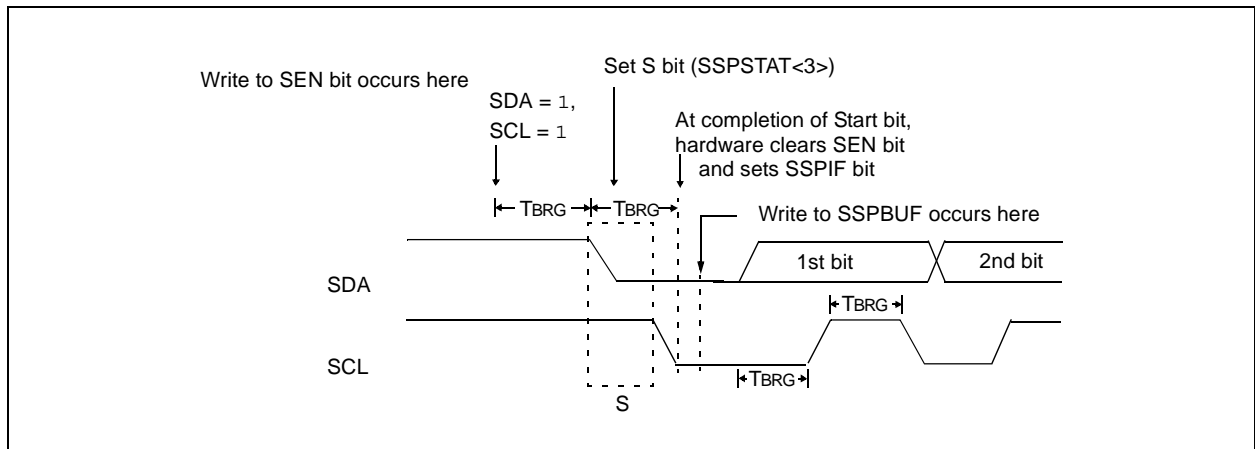 Write to SEN bit occurs here
Set S bit (SSPSTAT<3>)
SDA = 1,
SCL = 1
At completion of Start bit,
hardware clears SEN bit
and sets SSPIF bit
TBRG
TBRG
Write to SSPBUF occurs here
SDA
1st bit
2nd bit
TBRG
SCL
TBRG
S